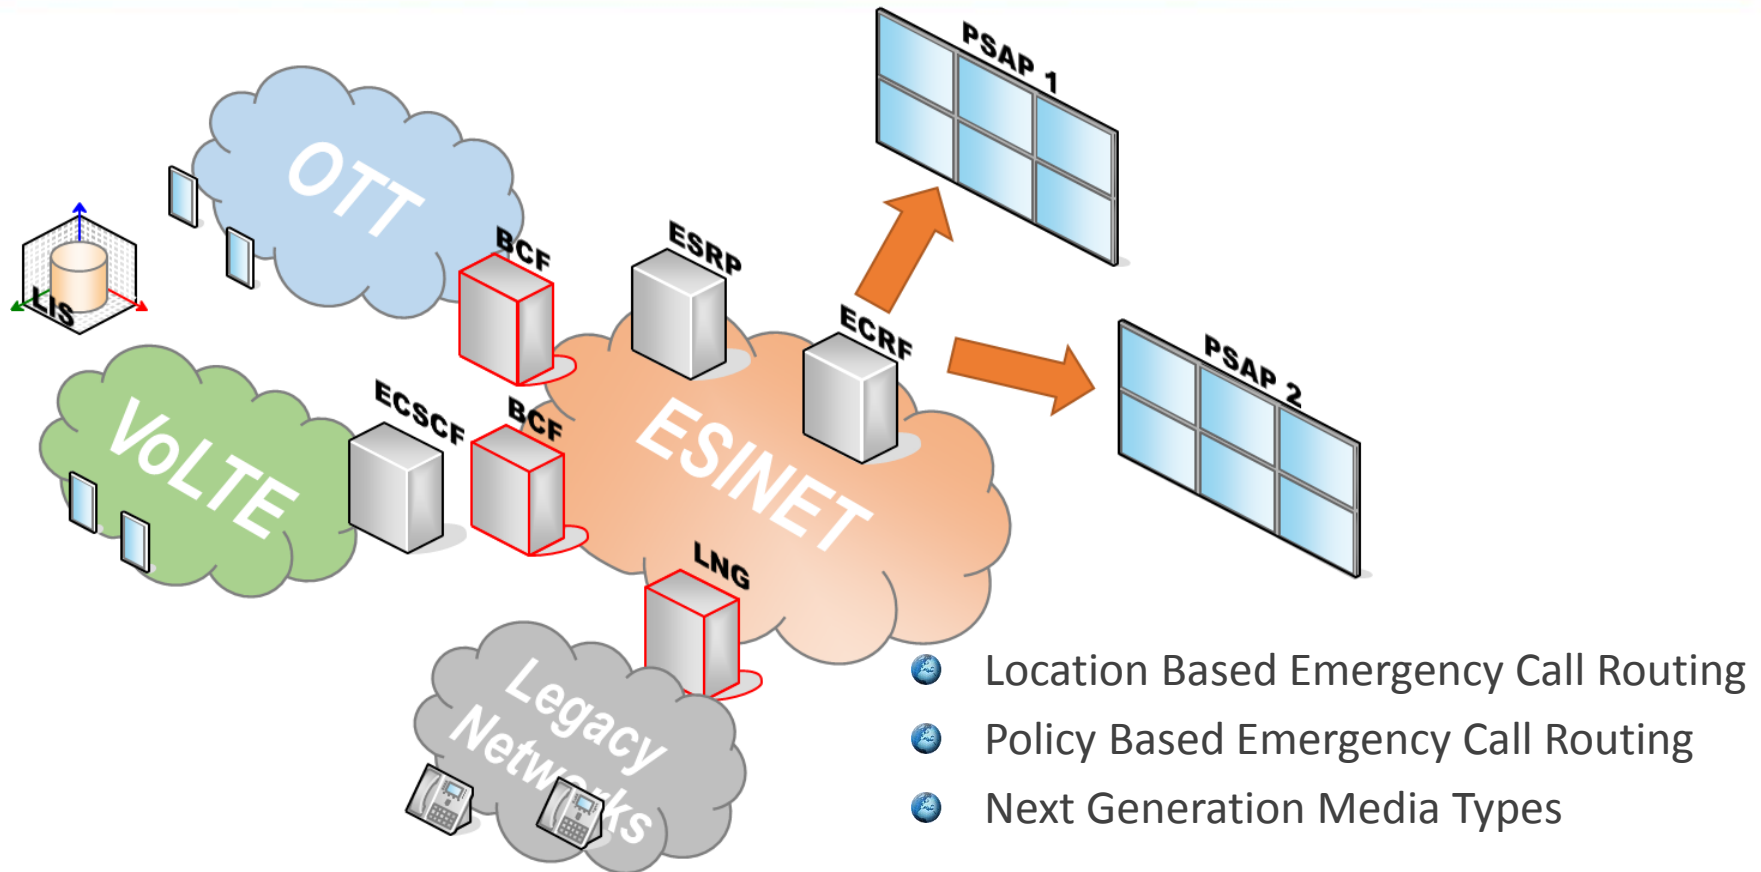 PSAP 1
OTT
BCF
ESRP
LIS
ECRF
PSAP 2
ECSCF
BCF
VoLTE
ESINET
LNG
Legacy
Networks
Location Based Emergency Call Routing
Policy Based Emergency Call Routing
Next Generation Media Types